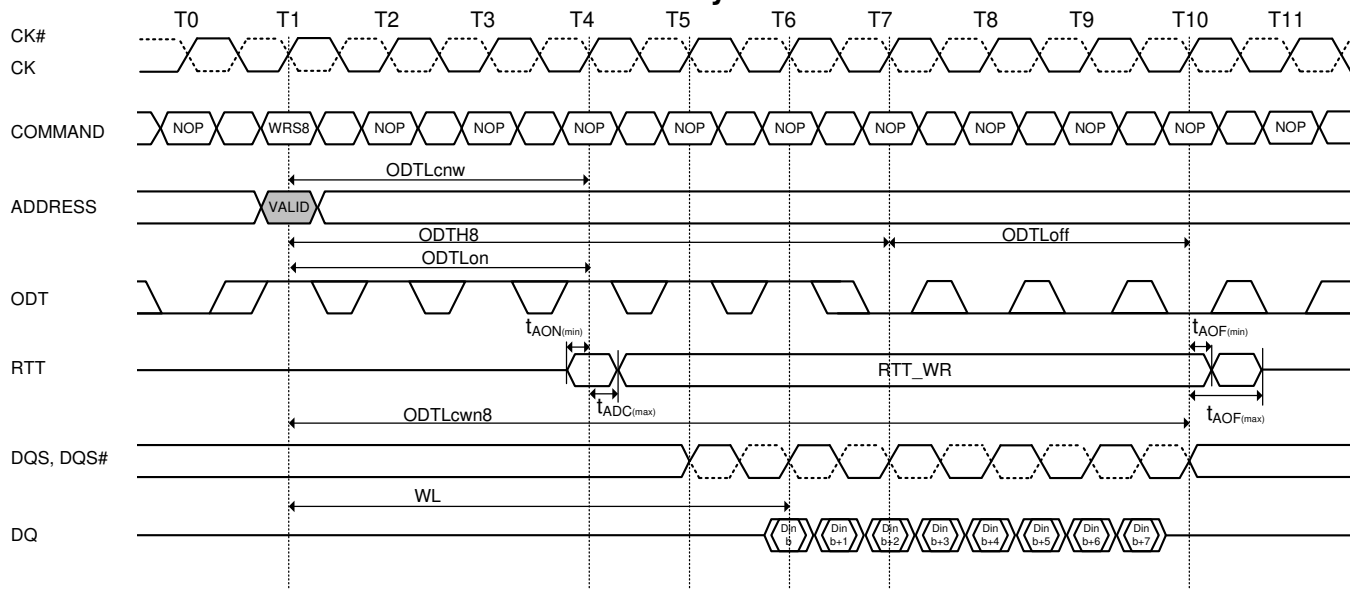 T0 T1 T2 T3 T4 T5 T6 T7 T8 T9 T10 T11
CK#
CK
COMMAND NOP WRS8 NOP NOP NOP NOP NOP NOP NOP NOP NOP NOP
ODTLcnw
ADDRESS VALID
ODTH8 ODTLoff
ODTLon
ODT
tAON(min) tAOF(min)
RTT RTT_WR
tADC(max) tAOF(max)
ODTLcwn8
DQS, DQS#
WL
DQ Din b Din b+1 Din b+2 Din b+3 Din b+4 Din b+5 Din b+6 Din b+7